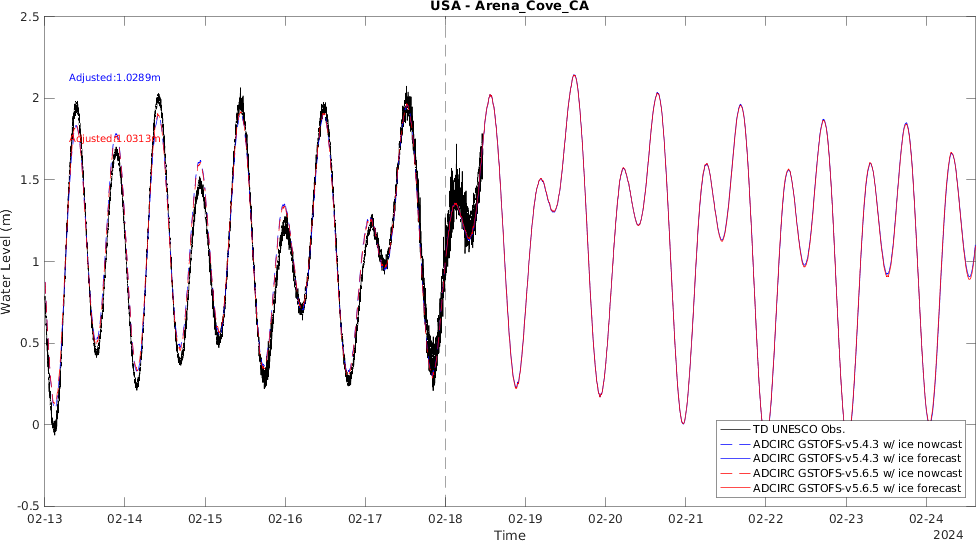 USA - Arena_Cove_CA
2.5
2
1.5
1
0.5
0
-0.5
Water Level (m)
Adjusted:1.0289m
Adjusted:1.0313m
TD UNESCO Obs.
ADCIRC GSTOFS-v5.4.3 w/ ice nowcast
ADCIRC GSTOFS-v5.4.3 w/ ice forecast
ADCIRC GSTOFS-v5.6.5 w/ ice nowcast
ADCIRC GSTOFS-v5.6.5 w/ ice forecast
02-13 02-14 02-15 02-16 02-17 02-18 02-19 02-20 02-21 02-22 02-23 02-24
Time
2024